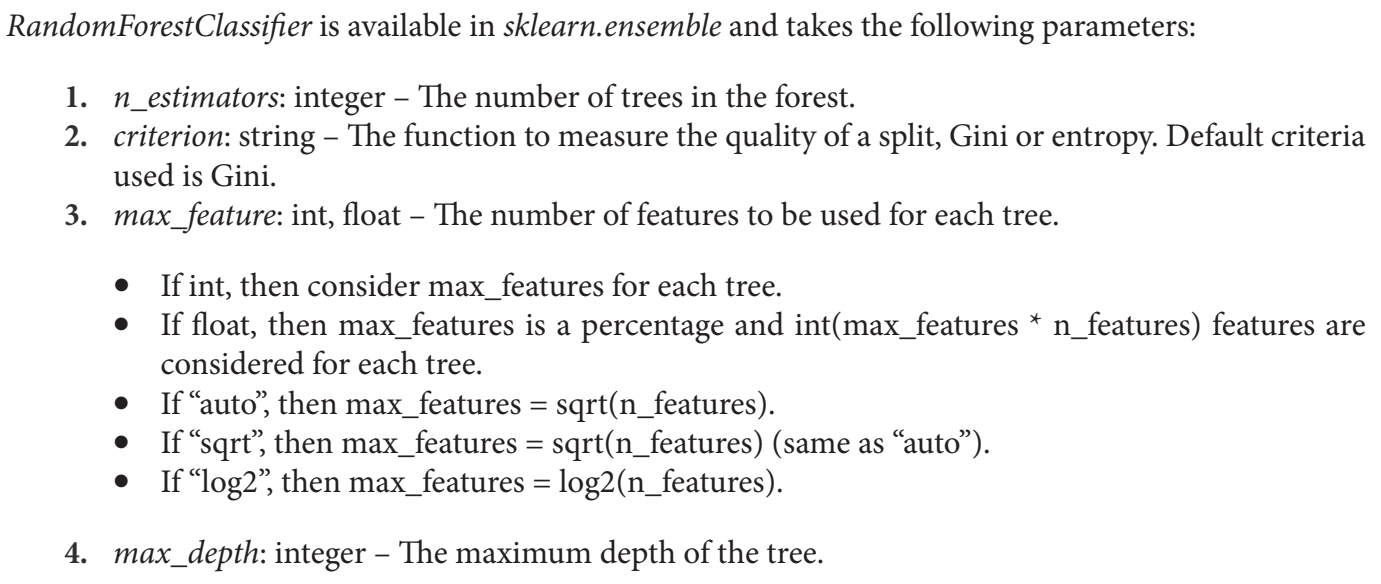 RandomForestClassifier is available in sklearn.ensemble and takes the following parameters:
1. n_estimators: integer – The number of trees in the forest.
2. criterion: string – The function to measure the quality of a split, Gini or entropy. Default criteria
used is Gini.
3. max_feature: int, float – The number of features to be used for each tree.
• If int, then consider max_features for each tree.
• If float, then max_features is a percentage and int(max_features * n_features) features are
considered for each tree.
• If “auto”, then max_features = sqrt(n_features).
• If “sqrt”, then max_features = sqrt(n_features) (same as “auto”).
• If “log2”, then max_features = log2(n_features).
4. max_depth: integer – The maximum depth of the tree.